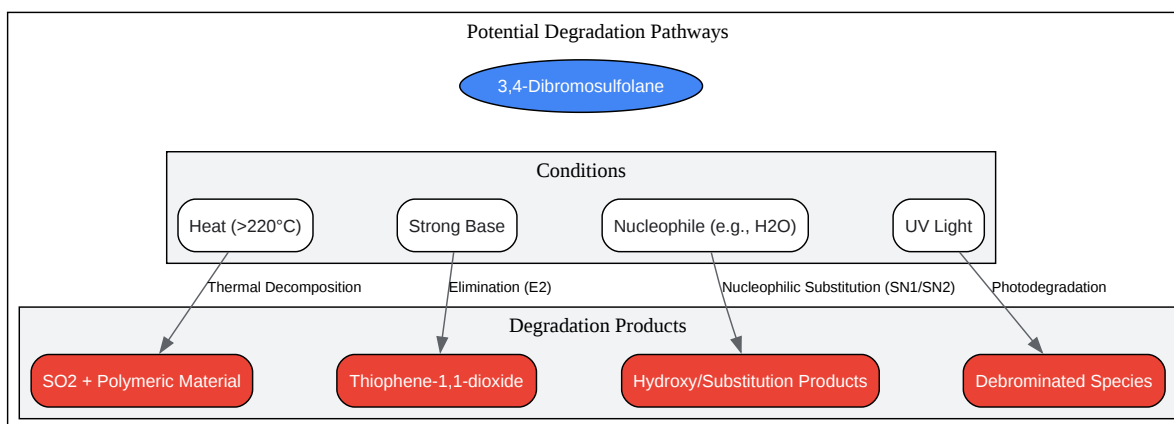 Potential Degradation Pathways
3,4-Dibromosulfolane
Conditions
Heat (>220°C)
Strong Base
Nucleophile (e.g., H2O)
UV Light
Thermal Decomposition
Elimination (E2)
Nucleophilic Substitution (SN1/SN2)
Photodegradation
Degradation Products
SO2 + Polymeric Material
Thiophene-1,1-dioxide
Hydroxy/Substitution Products
Debrominated Species